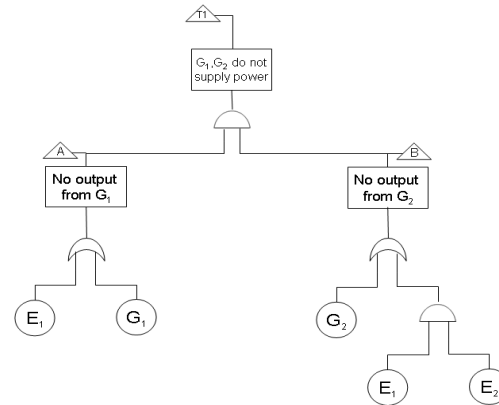 T1
G₁,G₂ do not
supply power
A
B
No output
from G₁
No output
from G₂
E₁
G₁
G₂
E₁
E₂